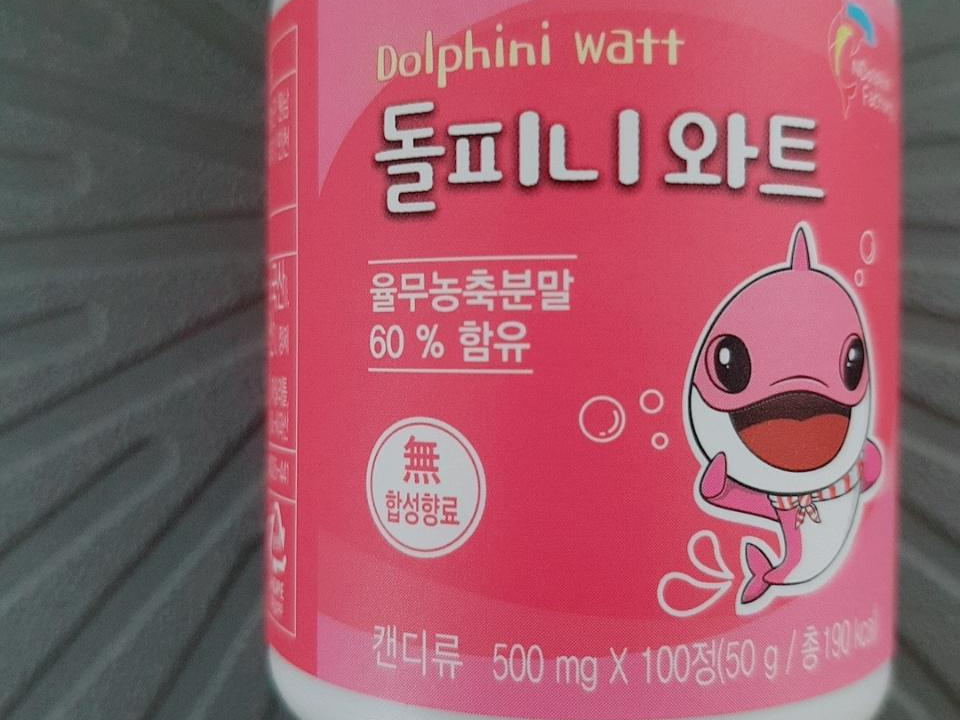 Dolphini watt
돌피니 와트
율무농축분말
60 % 함유
無
합성향료
캔디류 500 mg X 100정(50 g / 총 190 kcal)